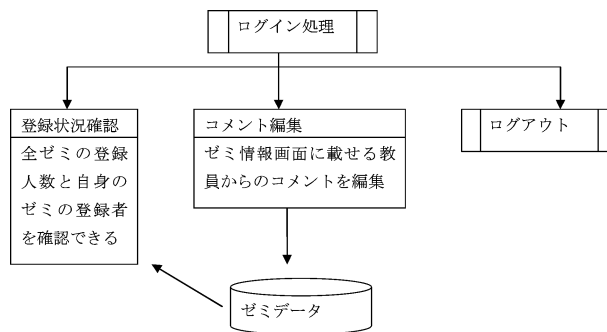 ログイン処理
登録状況確認
全ゼミの登録
人数と自身の
ゼミの登録者
を確認できる
コメント編集
ゼミ情報画面に載せる教
員からのコメントを編集
ログアウト
ゼミデータ